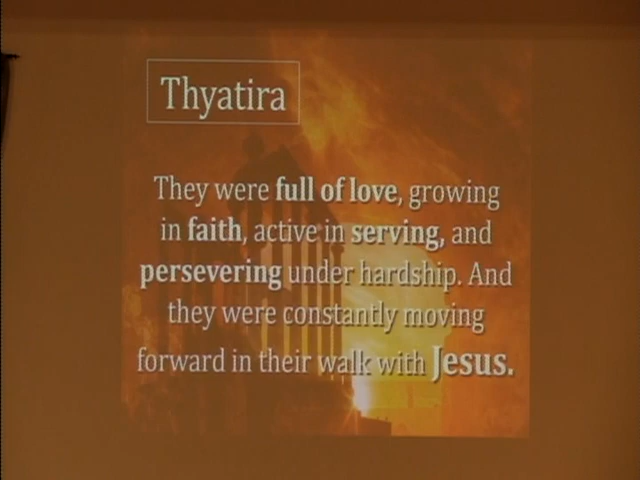 Thyatira
They were full of love, growing
in faith, active in serving, and
persevering under hardship. And
they were constantly moving
forward in their walk with Jesus.